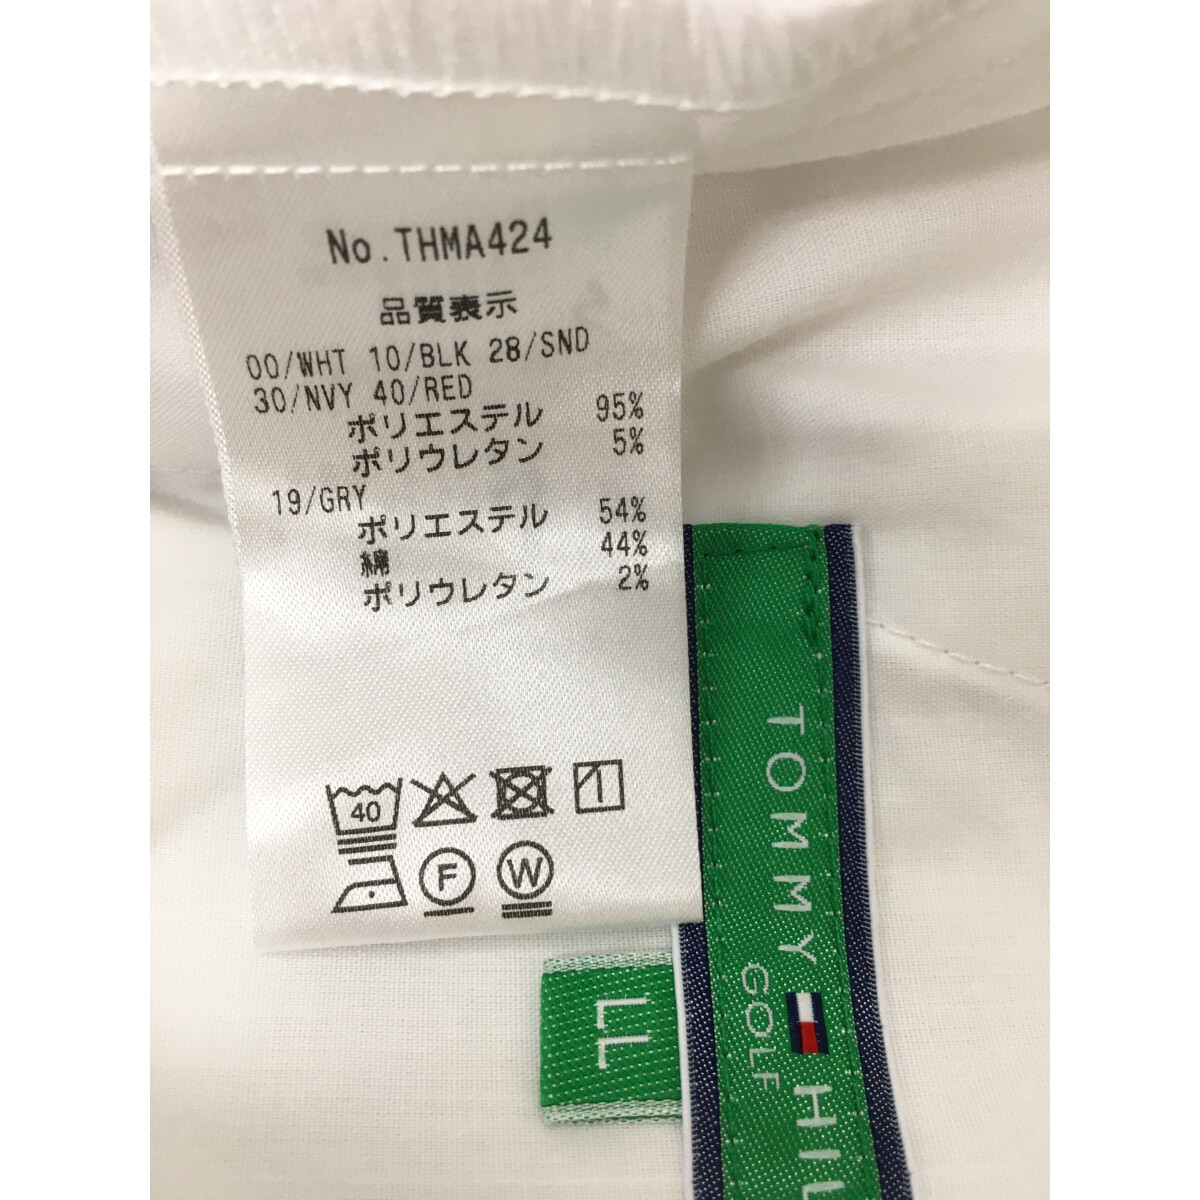 No.THMA424
品質表示
00/WHT 10/BLK 28/SND
30/NVY 40/RED
ポリエステル 95%
ポリウレタン 5%
19/GRY
ポリエステル 54%
綿 44%
ポリウレタン 2%
40
F W
LL
TOMMY HIL
GOLF